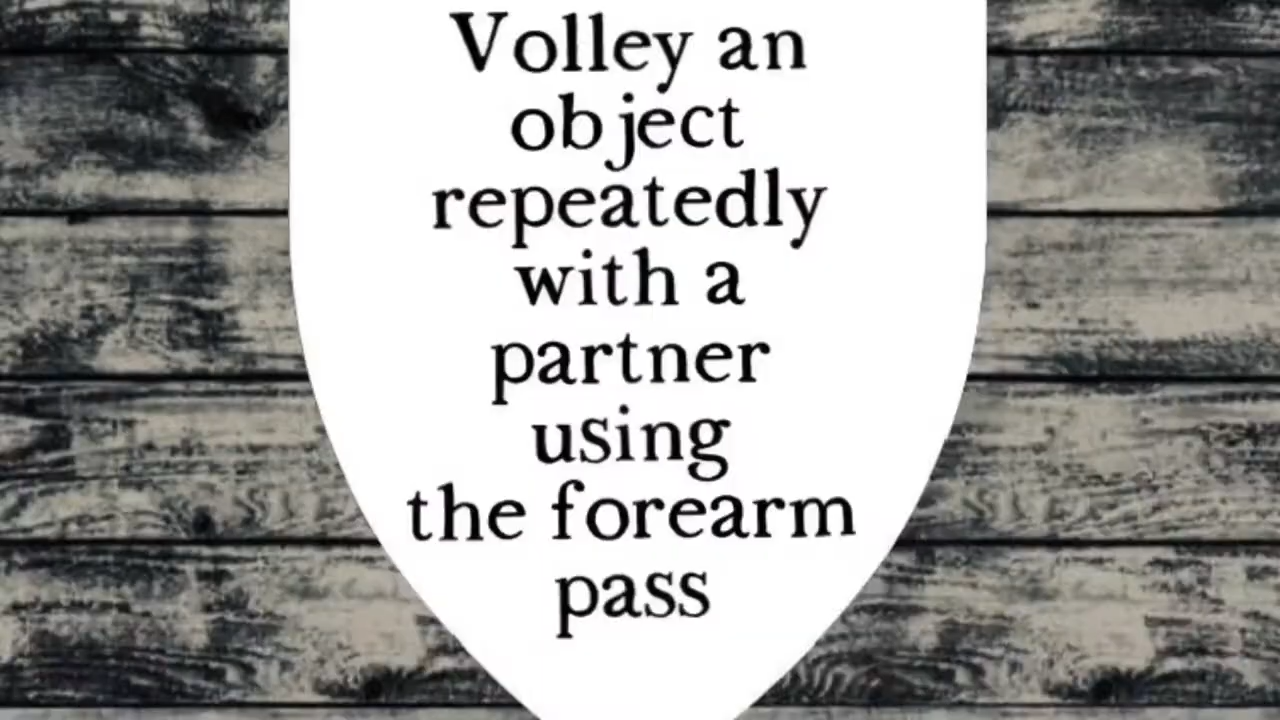 Volley an
object
repeatedly
with a
partner
using
the forearm
pass